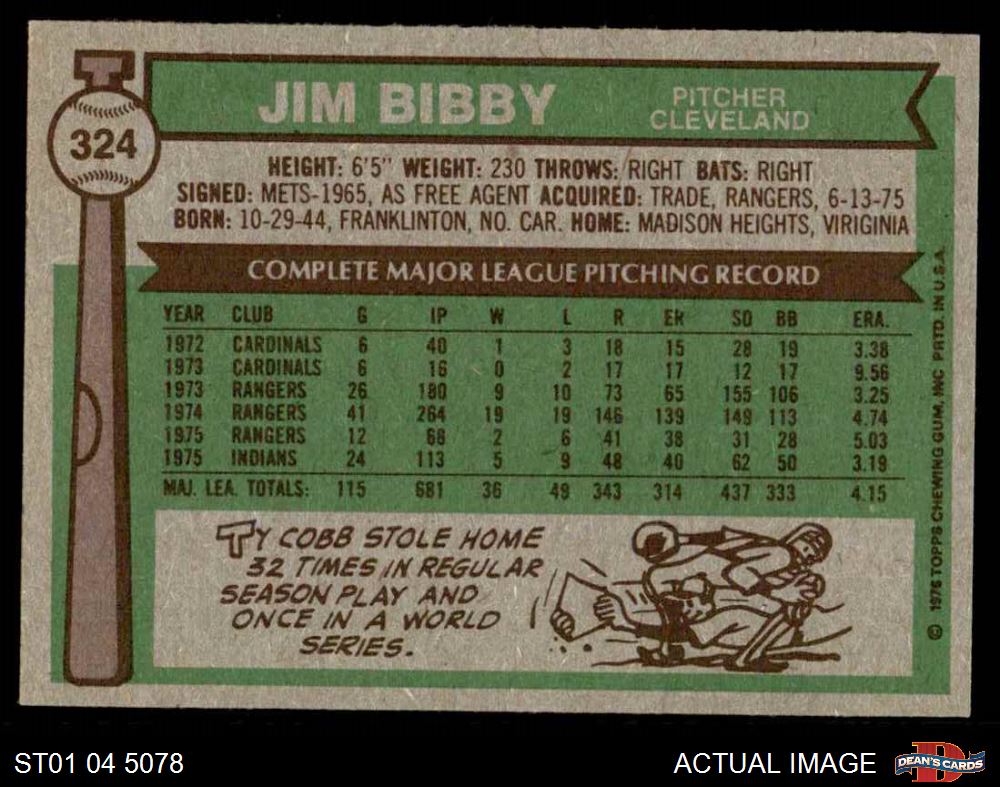 324
JIM BIBBY
PITCHER
CLEVELAND
HEIGHT: 6'5" WEIGHT: 230 THROWS: RIGHT BATS: RIGHT
SIGNED: METS-1965, AS FREE AGENT ACQUIRED: TRADE, RANGERS, 6-13-75
BORN: 10-29-44, FRANKLINTON, NO. CAR. HOME: MADISON HEIGHTS, VIRIGINIA
COMPLETE MAJOR LEAGUE PITCHING RECORD
YEAR CLUB G IP W L R ER SO BB ERA.
1972 CARDINALS 6 40 1 3 18 15 28 19 3.38
1973 CARDINALS 6 16 0 2 17 17 12 17 9.56
1973 RANGERS 26 180 9 10 73 65 155 106 3.25
1974 RANGERS 41 264 19 19 146 139 149 113 4.74
1975 RANGERS 12 68 2 6 41 38 31 28 5.03
1975 INDIANS 24 113 5 9 48 40 62 50 3.19
MAJ. LEA. TOTALS: 115 681 36 49 343 314 437 333 4.15
TY COBB STOLE HOME
32 TIMES IN REGULAR
SEASON PLAY AND
ONCE IN A WORLD
SERIES.
© 1976 TOPPS CHEWING GUM, INC PRTD. IN U.S.A.
ST01 04 5078
ACTUAL IMAGE
DEAN'S CARDS